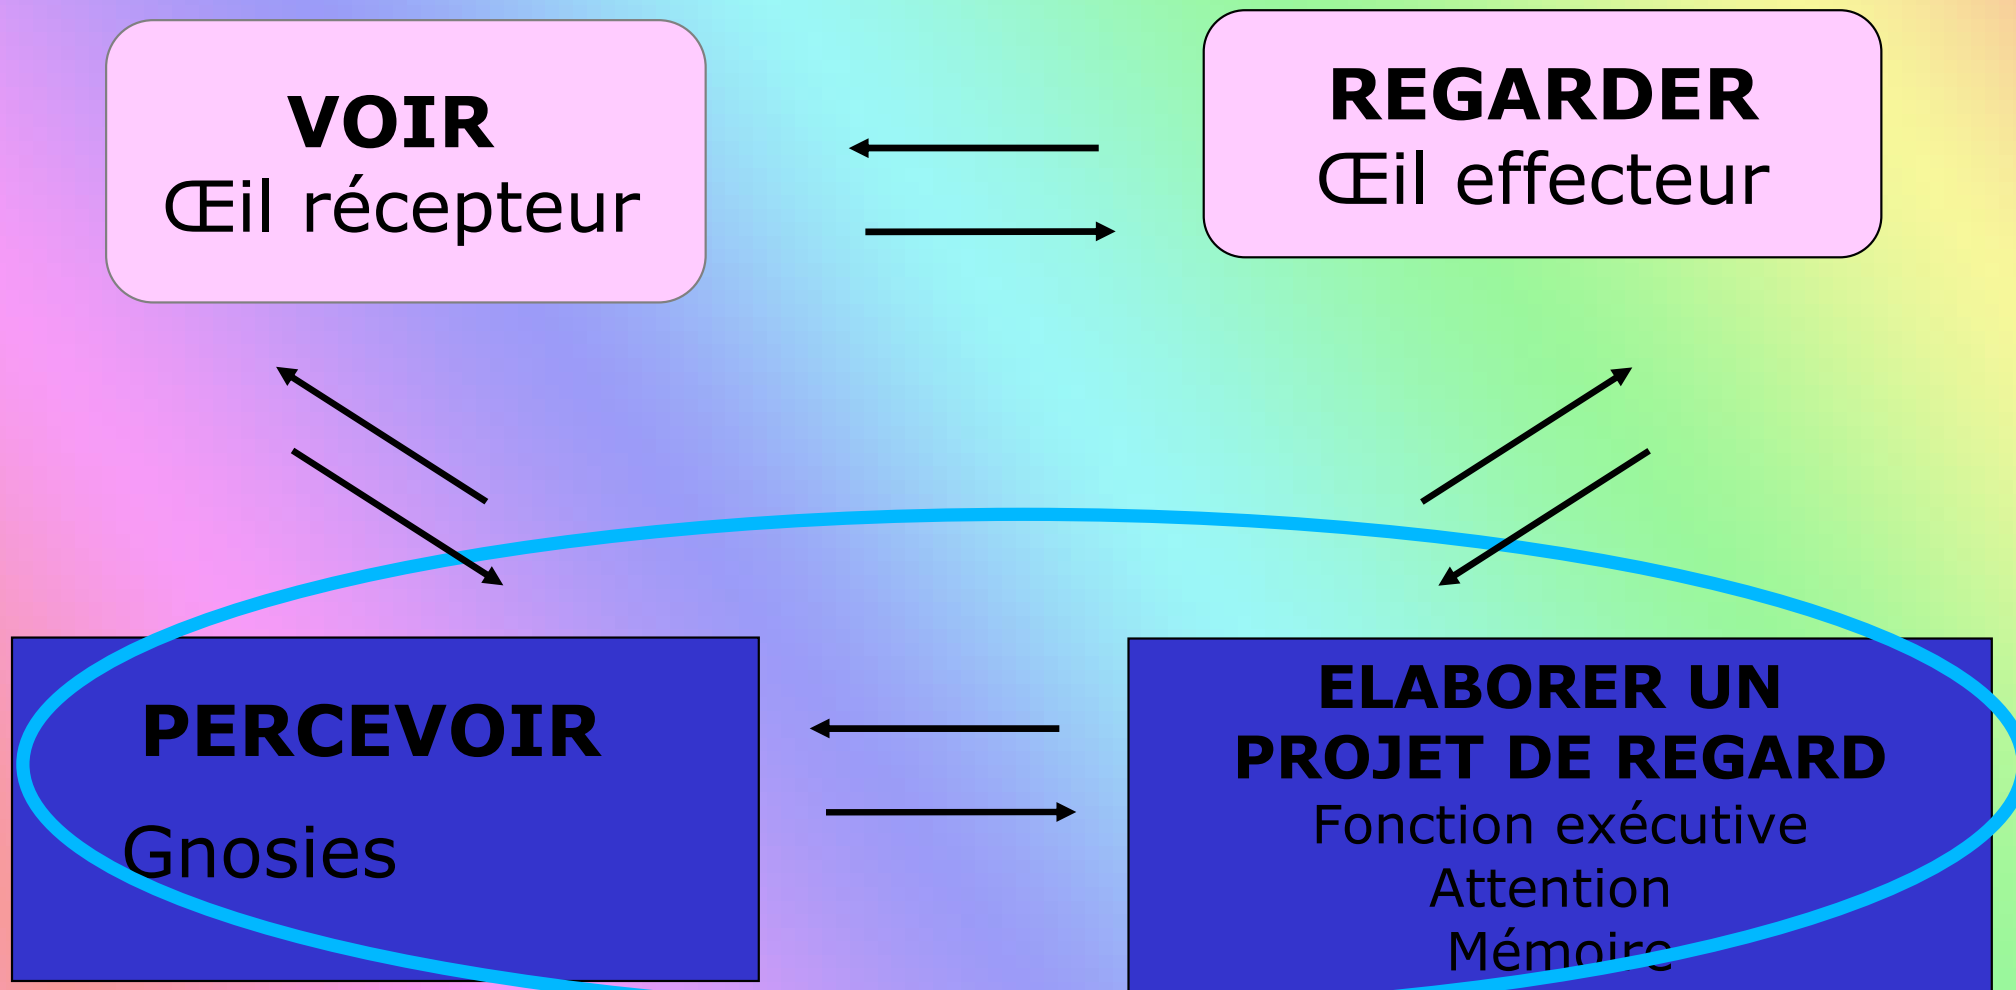 VOIR
Œil récepteur
REGARDER
Œil effecteur
PERCEVOIR
Gnosies
ELABORER UN
PROJET DE REGARD
Fonction exécutive
Attention
Mémoire